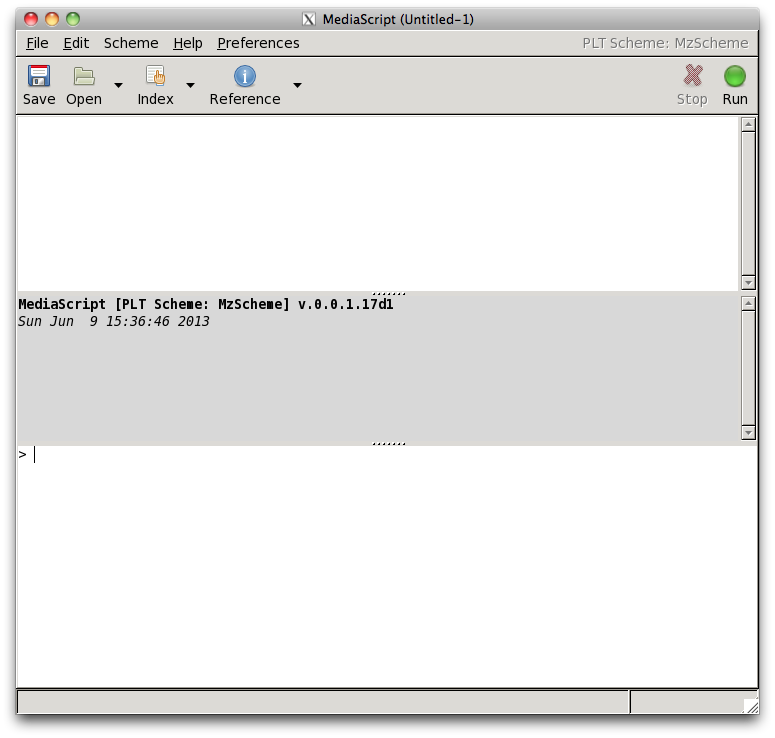 MediaScript (Untitled-1)
File Edit Scheme Help Preferences PLT Scheme: MzScheme
Save Open Index Reference Stop Run
MediaScript [PLT Scheme: MzScheme] v.0.0.1.17d1
Sun Jun  9 15:36:46 2013
>